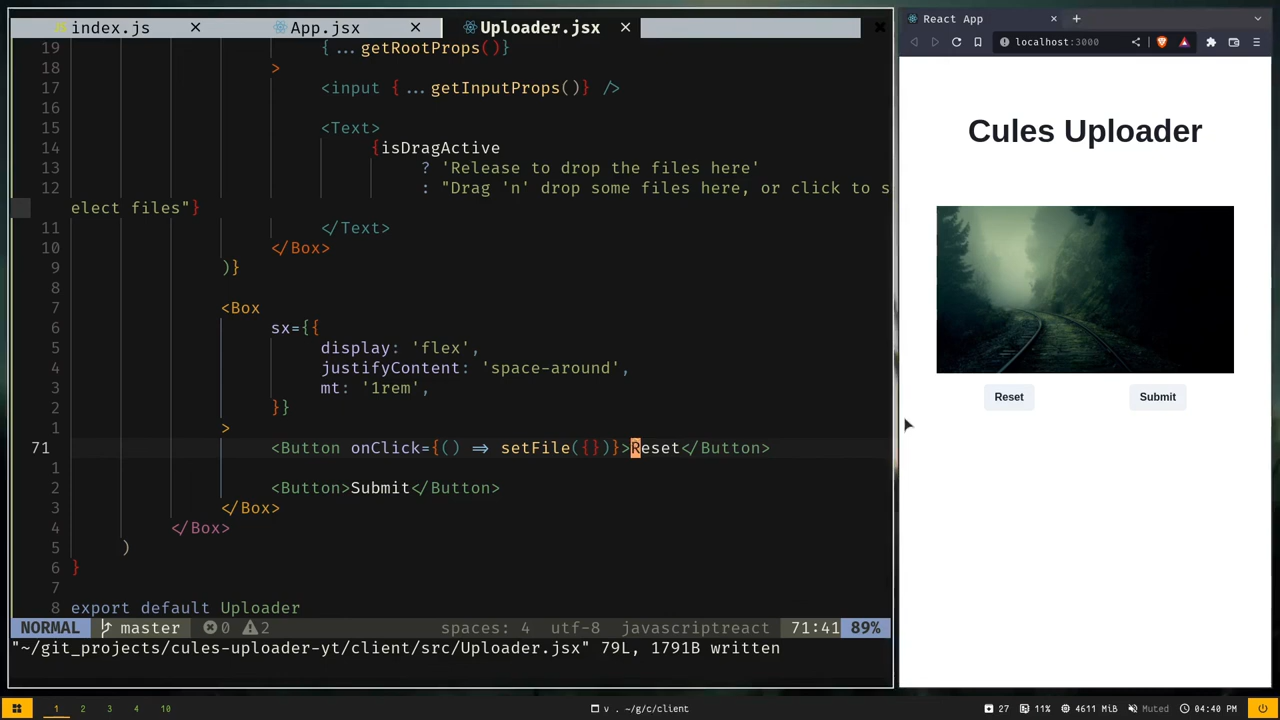 index.js
App.jsx
Uploader.jsx
19 {...getRootProps()}
18 >
17 <input {...getInputProps()} />
16
15 <Text>
14 {isDragActive
13 ? 'Release to drop the files here'
12 : "Drag 'n' drop some files here, or click to s
elect files"}
11 </Text>
10 </Box>
9 )}
8
7 <Box
6 sx={{
5 display: 'flex',
4 justifyContent: 'space-around',
3 mt: '1rem',
2 }}
1 >
71 <Button onClick={() => setFile({})}>Reset</Button>
1
2 <Button>Submit</Button>
3 </Box>
4 </Box>
5 )
6 }
7
8 export default Uploader
NORMAL master 0 2 spaces: 4 utf-8 javascriptreact 71:41 89%
"~/git_projects/cules-uploader-yt/client/src/Uploader.jsx" 79L, 1791B written
React App
localhost:3000
Cules Uploader
Reset Submit
1 2 3 4 10 v . ~/g/c/client 27 11% 4611 MiB Muted 04:40 PM